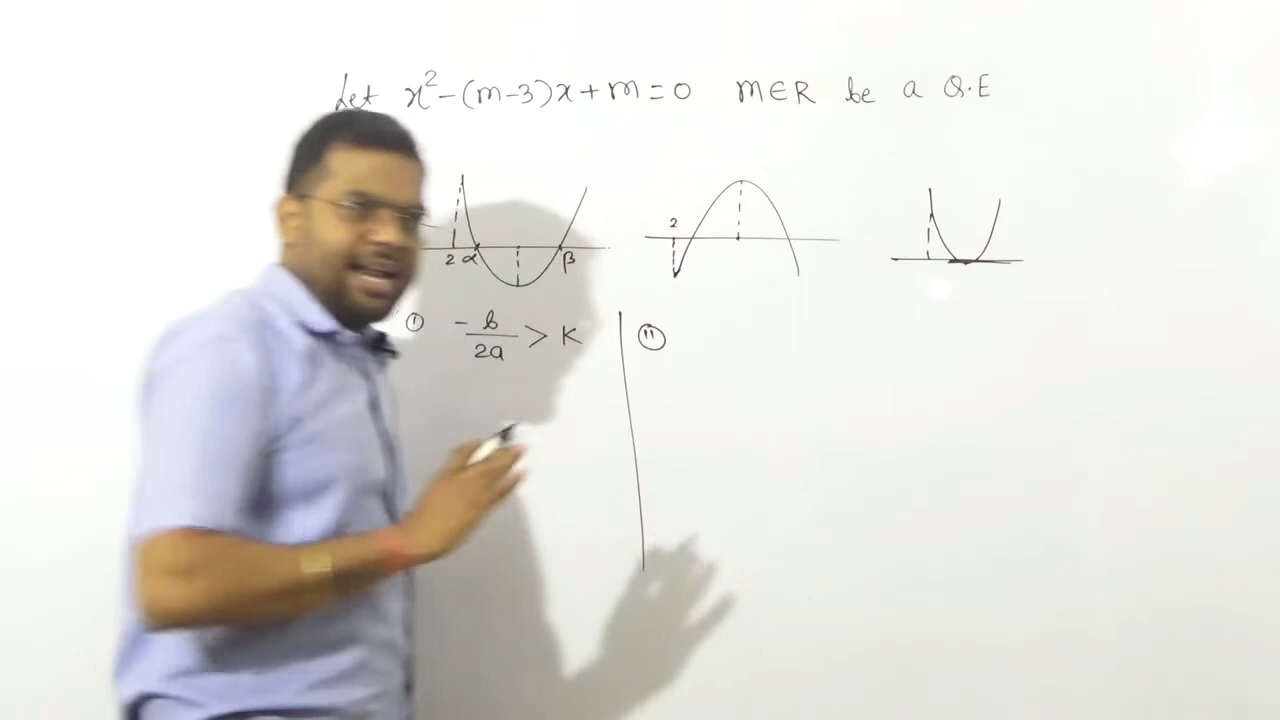 Let x² - (m-3)x + m = 0 m∈R be a Q.E
2 α β
2
① -b/2a > K
⑪